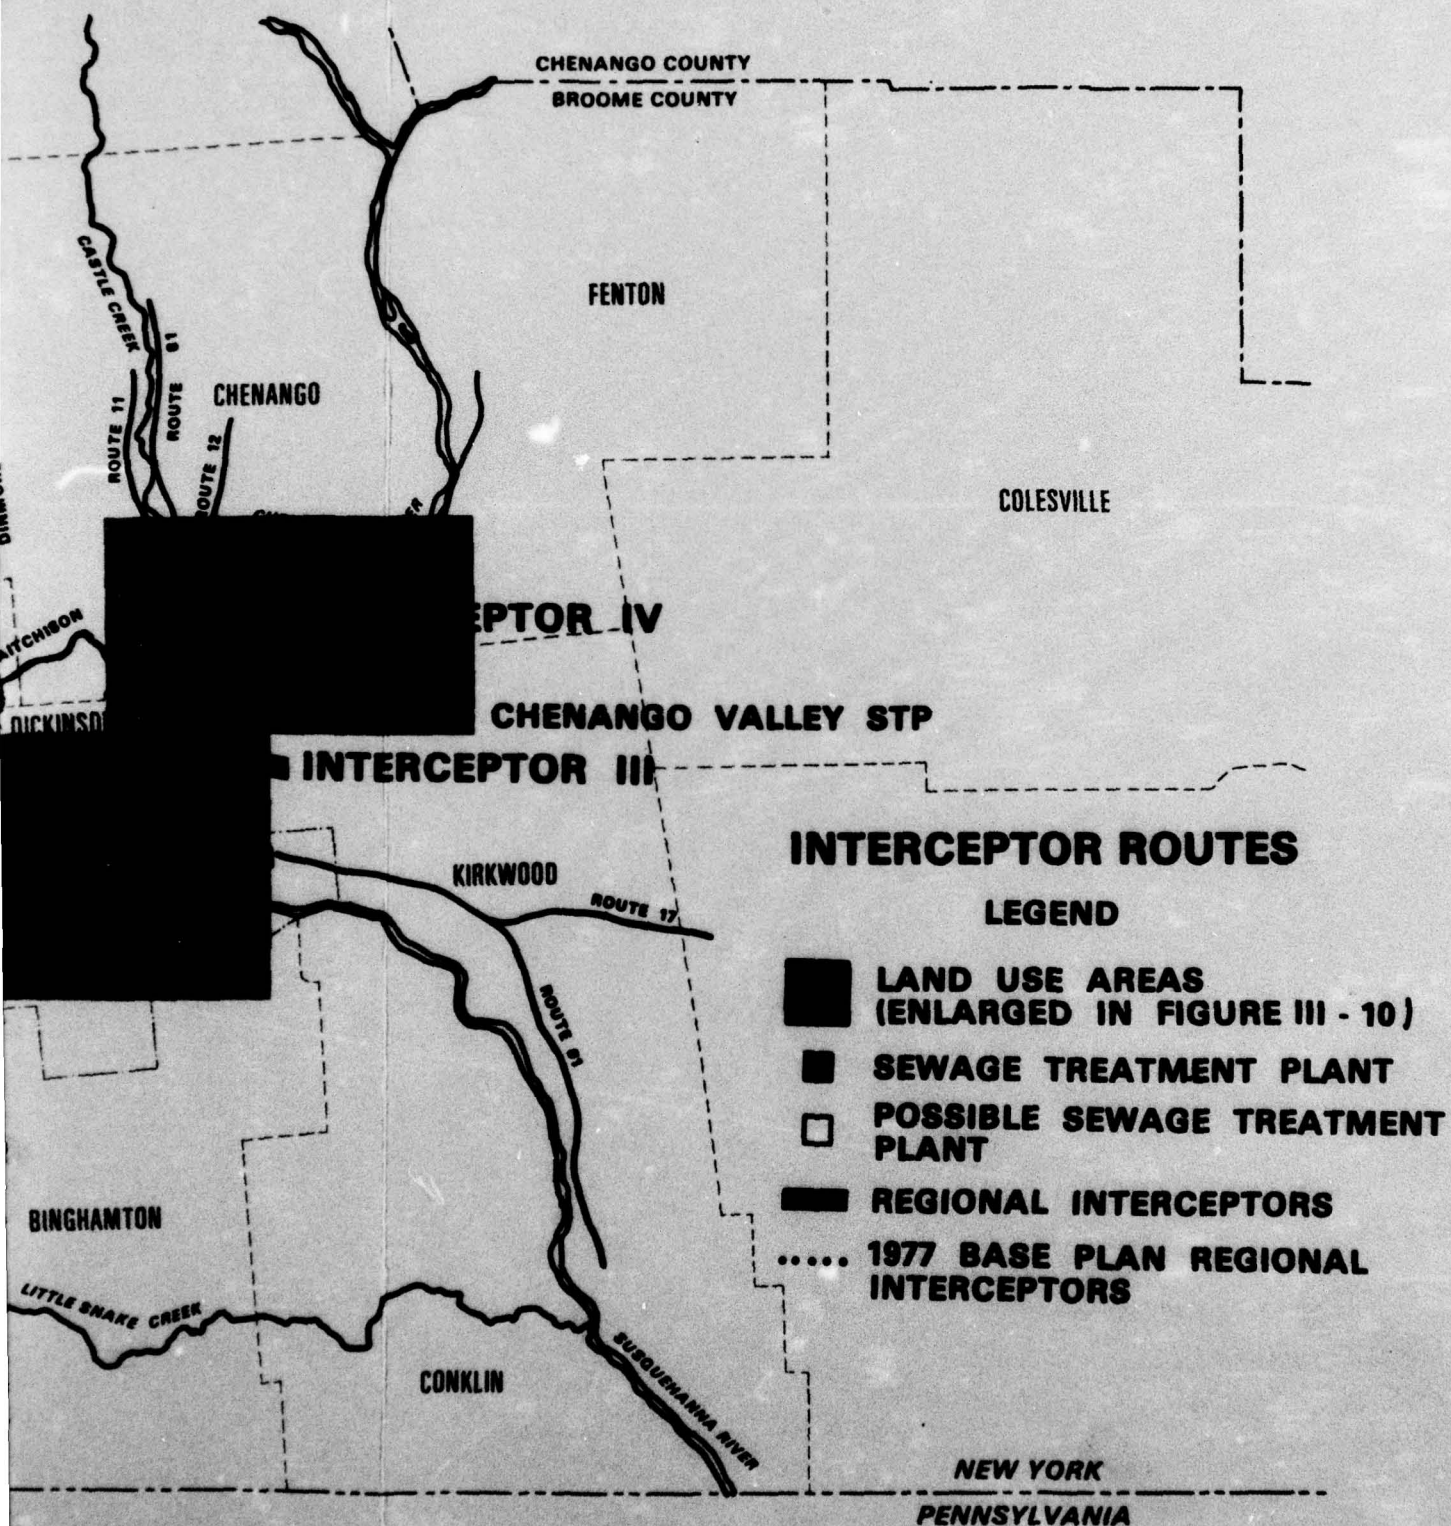 CHENANGO COUNTY
BROOME COUNTY
CASTLE CREEK
FENTON
ROUTE 81
CHENANGO
ROUTE 11
ROUTE 12
COLESVILLE
EPTOR IV
AITCHISON
DICKINSO
CHENANGO VALLEY STP
INTERCEPTOR III
KIRKWOOD
ROUTE 17
ROUTE 81
INTERCEPTOR ROUTES
LEGEND
LAND USE AREAS
(ENLARGED IN FIGURE III - 10)
SEWAGE TREATMENT PLANT
POSSIBLE SEWAGE TREATMENT
PLANT
REGIONAL INTERCEPTORS
1977 BASE PLAN REGIONAL
INTERCEPTORS
BINGHAMTON
LITTLE SNAKE CREEK
CONKLIN
SUSQUEHANNA RIVER
NEW YORK
PENNSYLVANIA